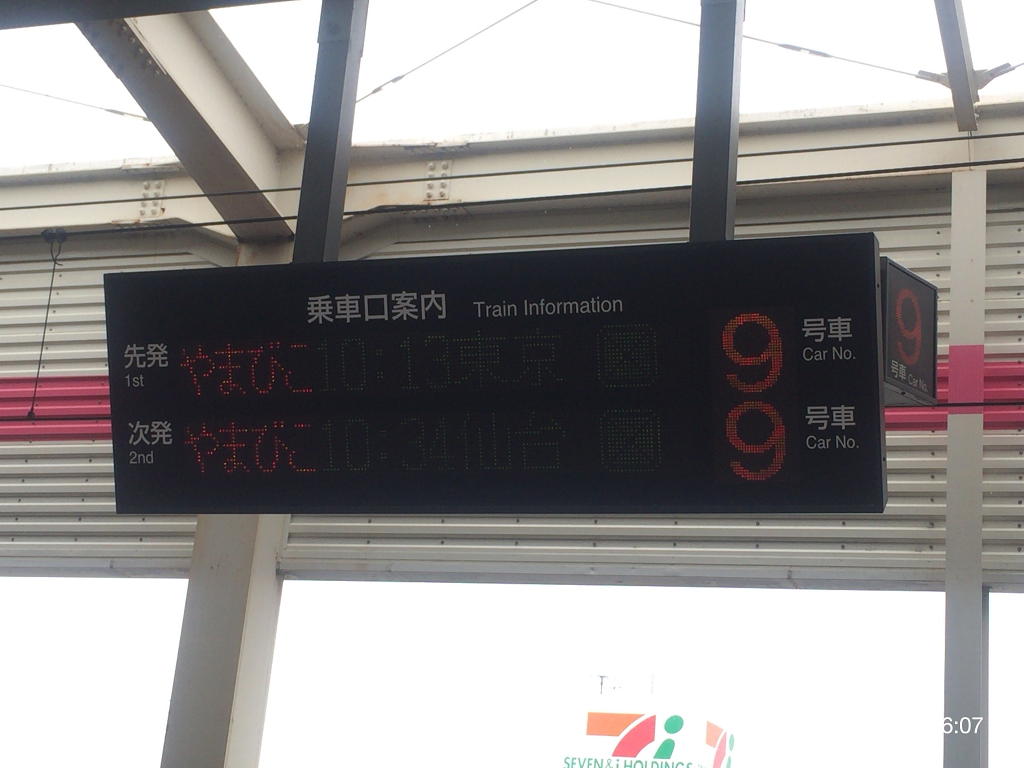 乗車口案内 Train Information
先発 1st やまびこ 10:13 東京 9 号車 Car No.
次発 2nd やまびこ 10:34 仙台 9 号車 Car No.
9 号車 Car No.
SEVEN & i HOLDINGS
6:07